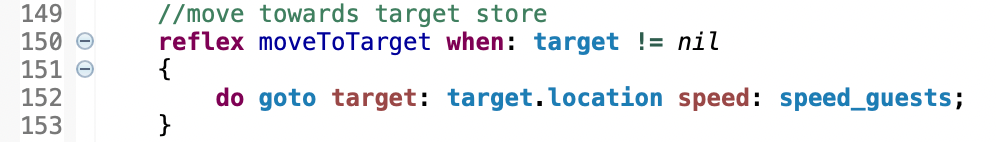 149 //move towards target store
150 reflex moveToTarget when: target != nil
151 {
152 do goto target: target.location speed: speed_guests;
153 }